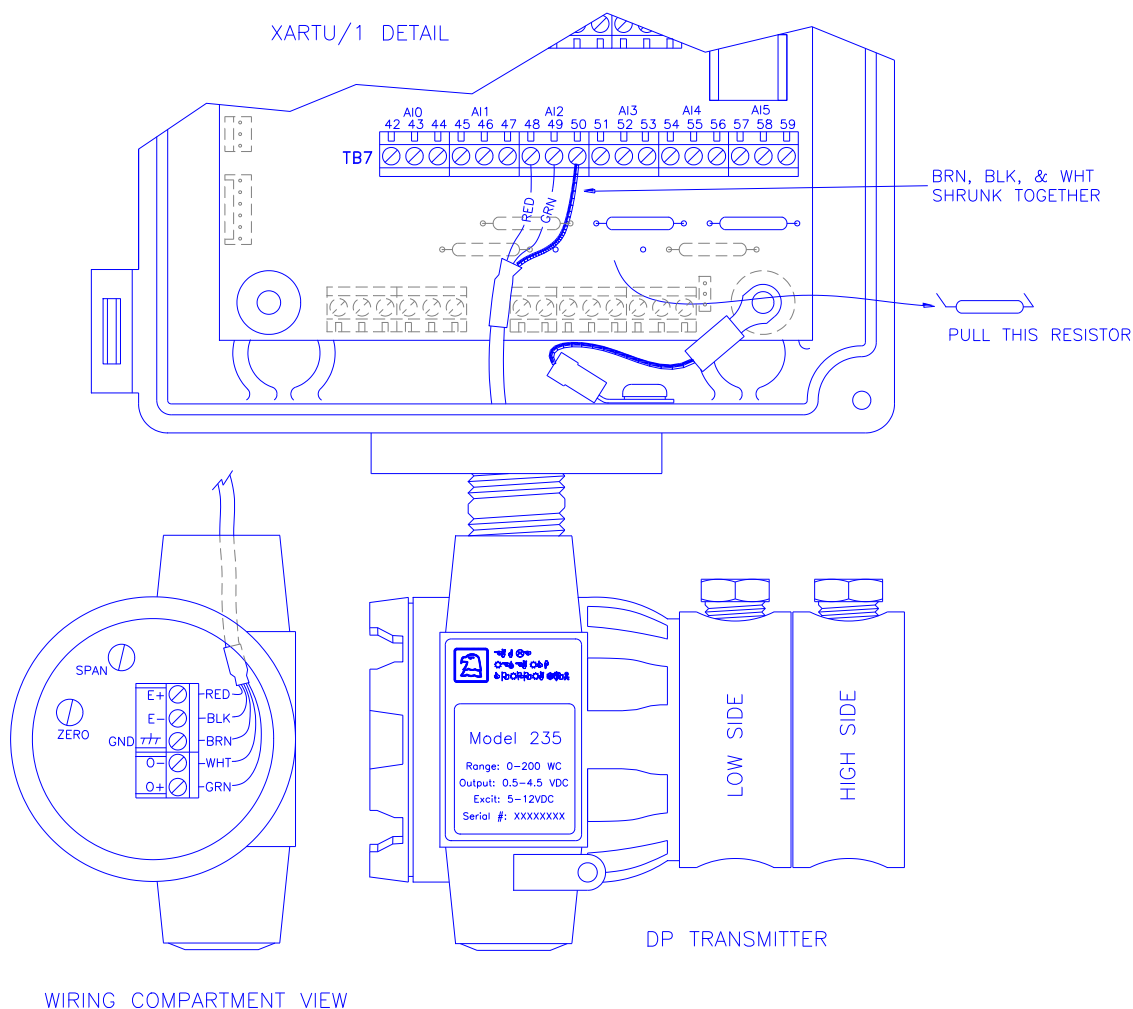 XARTU/1 DETAIL
AI0 AI1 AI2 AI3 AI4 AI5
42 43 44 45 46 47 48 49 50 51 52 53 54 55 56 57 58 59
TB7
BRN, BLK, & WHT
SHRUNK TOGETHER
RED
GRN
PULL THIS RESISTOR
SPAN
ZERO
E+ RED
E- BLK
GND BRN
O- WHT
O+ GRN
Model 235
Range: 0-200 WC
Output: 0.5-4.5 VDC
Excit: 5-12VDC
Serial #: XXXXXXXX
LOW SIDE
HIGH SIDE
DP TRANSMITTER
WIRING COMPARTMENT VIEW